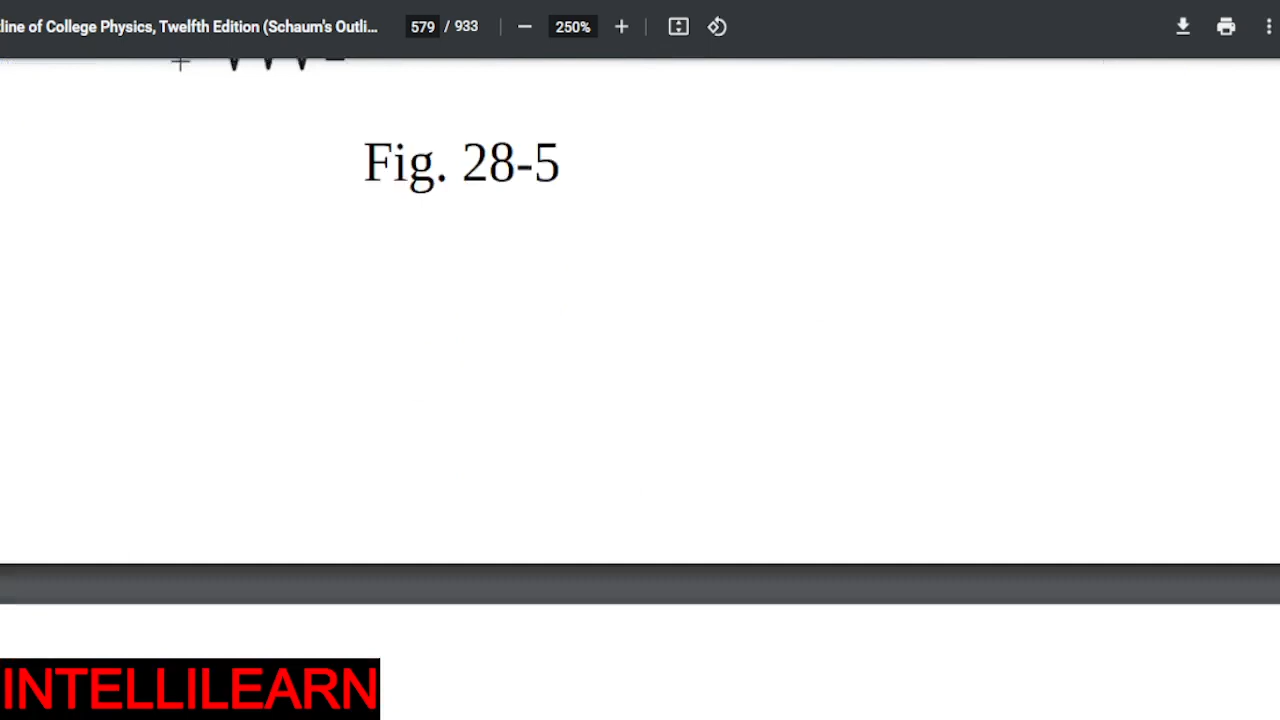 line of College Physics, Twelfth Edition (Schaum's Outli...
579 / 933
250%
Fig. 28-5
INTELLILEARN